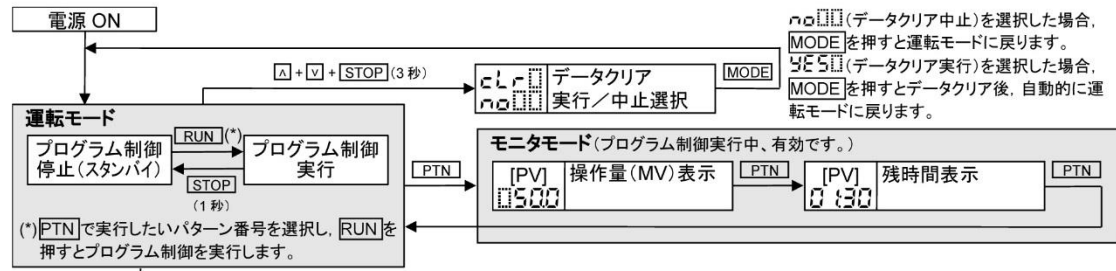 電源 ON
no▯▯(データクリア中止)を選択した場合,
MODE を押すと運転モードに戻ります。
YES▯(データクリア実行)を選択した場合,
MODE を押すとデータクリア後, 自動的に運
転モードに戻ります。
∧ + ∨ + STOP (3 秒)
cLr▯ データクリア
no▯▯ 実行/中止選択
MODE
運転モード
プログラム制御
停止(スタンバイ)
RUN (*)
STOP
(1 秒)
プログラム制御
実行
(*)PTN で実行したいパターン番号を選択し, RUN を
押すとプログラム制御を実行します。
PTN
モニタモード(プログラム制御実行中、有効です。)
[PV] 操作量(MV)表示
▯50.0
PTN
[PV] 残時間表示
01:30
PTN